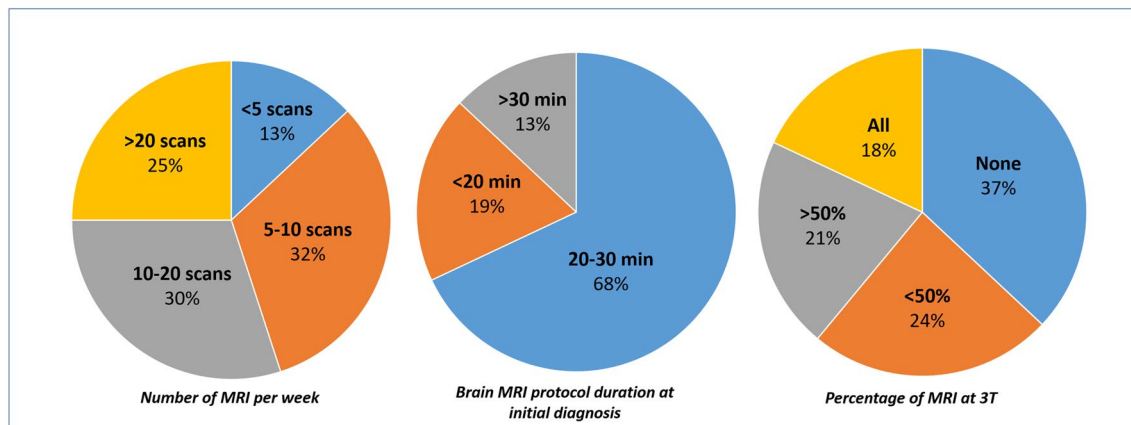 <5 scans
13%
5-10 scans
32%
10-20 scans
30%
>20 scans
25%
Number of MRI per week
>30 min
13%
<20 min
19%
20-30 min
68%
Brain MRI protocol duration at
initial diagnosis
All
18%
None
37%
>50%
21%
<50%
24%
Percentage of MRI at 3T